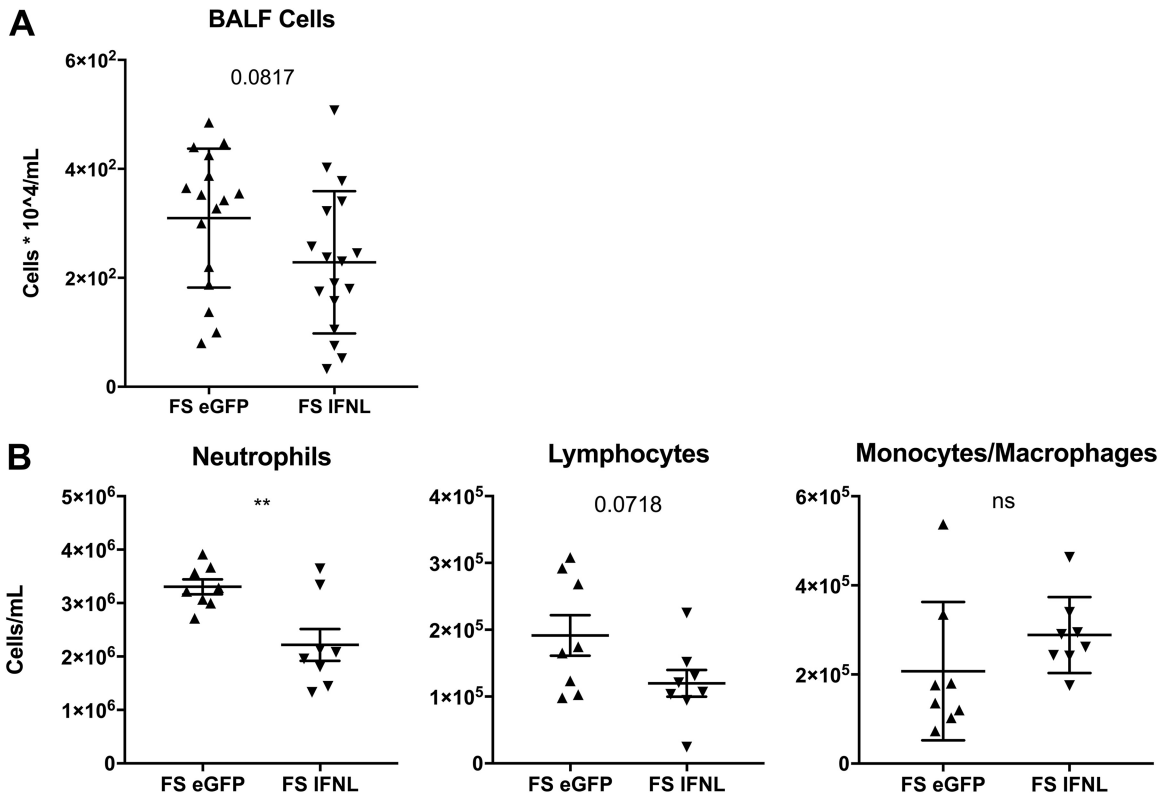 A
BALF Cells
6×10²
0.0817
4×10²
Cells * 10^4/mL
2×10²
0
FS eGFP FS IFNL
B
Neutrophils Lymphocytes Monocytes/Macrophages
5×10⁶
**
4×10⁶
3×10⁶
Cells/mL
2×10⁶
1×10⁶
0
FS eGFP FS IFNL
4×10⁵
0.0718
3×10⁵
2×10⁵
1×10⁵
0
FS eGFP FS IFNL
6×10⁵
ns
4×10⁵
2×10⁵
0
FS eGFP FS IFNL